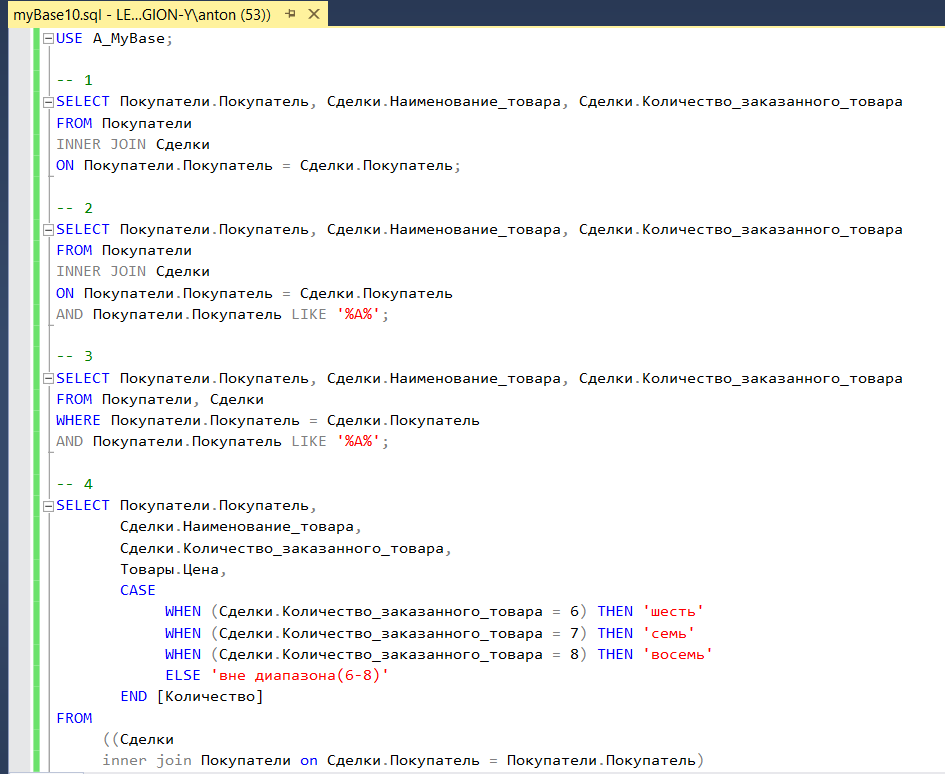 myBase10.sql - LE...GION-Y\anton (53))
USE A_MyBase;
-- 1
SELECT Покупатели.Покупатель, Сделки.Наименование_товара, Сделки.Количество_заказанного_товара
FROM Покупатели
INNER JOIN Сделки
ON Покупатели.Покупатель = Сделки.Покупатель;
-- 2
SELECT Покупатели.Покупатель, Сделки.Наименование_товара, Сделки.Количество_заказанного_товара
FROM Покупатели
INNER JOIN Сделки
ON Покупатели.Покупатель = Сделки.Покупатель
AND Покупатели.Покупатель LIKE '%А%';
-- 3
SELECT Покупатели.Покупатель, Сделки.Наименование_товара, Сделки.Количество_заказанного_товара
FROM Покупатели, Сделки
WHERE Покупатели.Покупатель = Сделки.Покупатель
AND Покупатели.Покупатель LIKE '%А%';
-- 4
SELECT Покупатели.Покупатель,
Сделки.Наименование_товара,
Сделки.Количество_заказанного_товара,
Товары.Цена,
CASE
WHEN (Сделки.Количество_заказанного_товара = 6) THEN 'шесть'
WHEN (Сделки.Количество_заказанного_товара = 7) THEN 'семь'
WHEN (Сделки.Количество_заказанного_товара = 8) THEN 'восемь'
ELSE 'вне диапазона(6-8)'
END [Количество]
FROM
((Сделки
inner join Покупатели on Сделки.Покупатель = Покупатели.Покупатель)